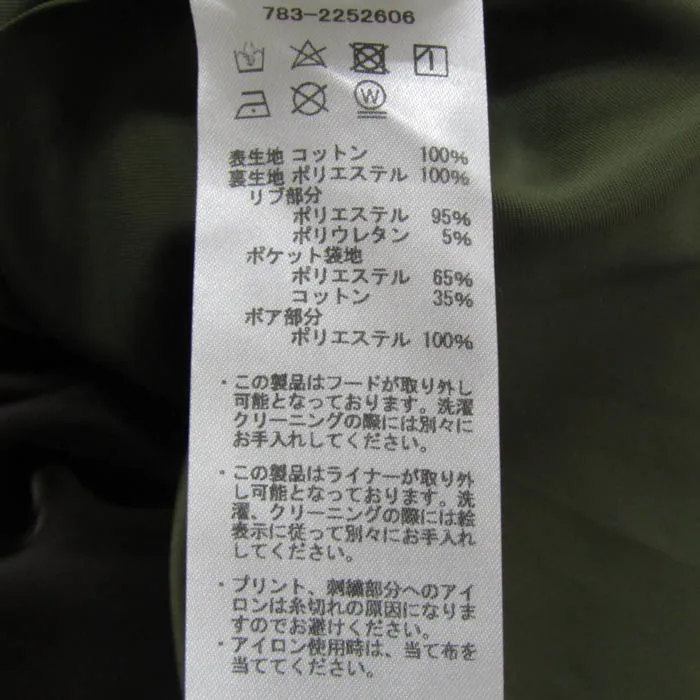 783-2252606
W
表生地 コットン 100%
裏生地 ポリエステル 100%
リブ部分
ポリエステル 95%
ポリウレタン 5%
ポケット袋地
ポリエステル 65%
コットン 35%
ボア部分
ポリエステル 100%
・この製品はフードが取り外し
可能となっております。洗濯
クリーニングの際には別々に
お手入れしてください。
・この製品はライナーが取り外
し可能となっております。洗
濯、クリーニングの際には絵
表示に従って別々にお手入れ
してください。
・プリント、刺繍部分へのアイ
ロンは糸切れの原因になりま
すのでお避けください。
・アイロン使用時は、当て布を
当ててください。